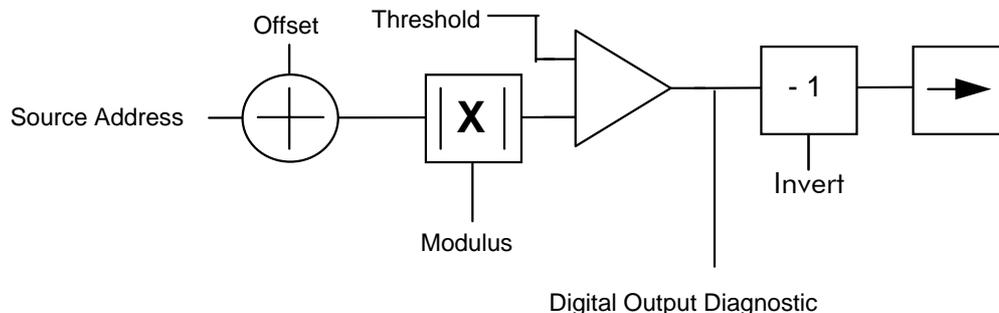 Offset
Threshold
Source Address
X
- 1
Invert
Modulus
Digital Output Diagnostic